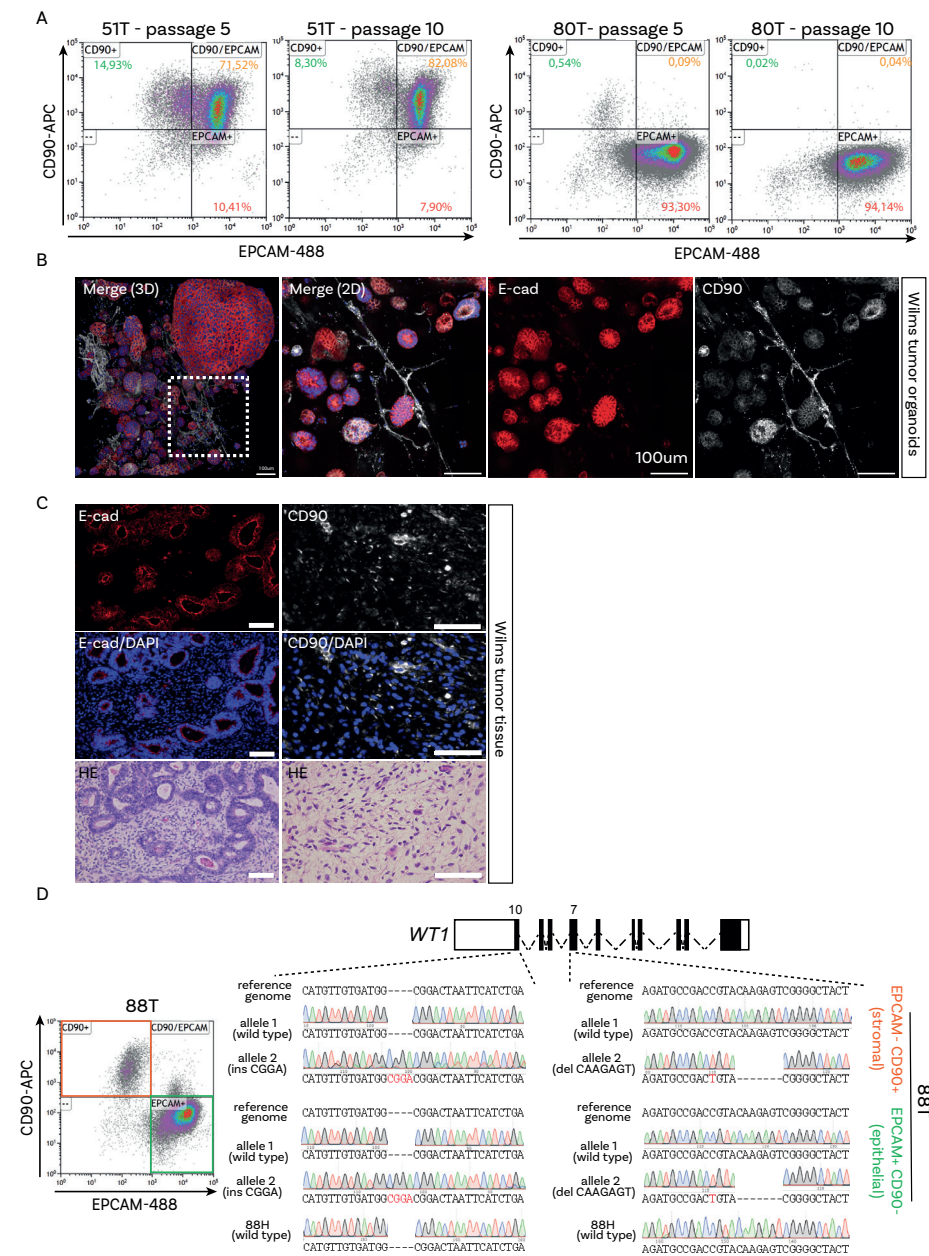 A
51T - passage 5
51T - passage 10
80T- passage 5
80T - passage 10
CD90+
CD90/EPCAM
14,93%
71,52%
--
EPCAM+
10,41%
CD90+
CD90/EPCAM
8,30%
82,08%
EPCAM+
7,90%
CD90+
CD90/EPCAM
0,54%
0,09%
--
EPCAM+
93,30%
CD90+
CD90/EPCAM
0,02%
0,04%
--
EPCAM+
94,14%
CD90-APC
EPCAM-488
CD90-APC
EPCAM-488
B
Merge (3D)
100um
Merge (2D)
E-cad
100um
CD90
Wilms tumor organoids
C
E-cad
CD90
E-cad/DAPI
CD90/DAPI
HE
HE
Wilms tumor tissue
D
10
7
WT1
88T
CD90+
CD90/EPCAM
--
EPCAM+
CD90-APC
EPCAM-488
reference genome
CATGTTGTGATGG----CGGACTAATTCATCTGA
allele 1 (wild type)
CATGTTGTGATGG----CGGACTAATTCATCTGA
allele 2 (ins CGGA)
CATGTTGTGATGGCGGACGGACTAATTCATCTGA
reference genome
CATGTTGTGATGG----CGGACTAATTCATCTGA
allele 1 (wild type)
CATGTTGTGATGG----CGGACTAATTCATCTGA
allele 2 (ins CGGA)
CATGTTGTGATGGCGGACGGACTAATTCATCTGA
88H (wild type)
CATGTTGTGATGG----CGGACTAATTCATCTGA
reference genome
AGATGCCGACCGTACAAGAGTCGGGGCTACT
allele 1 (wild type)
AGATGCCGACCGTACAAGAGTCGGGGCTACT
allele 2 (del CAAGAGT)
AGATGCCGACTGTA-------CGGGGCTACT
reference genome
AGATGCCGACCGTACAAGAGTCGGGGCTACT
allele 1 (wild type)
AGATGCCGACCGTACAAGAGTCGGGGCTACT
allele 2 (del CAAGAGT)
AGATGCCGACTGTA-------CGGGGCTACT
88H (wild type)
AGATGCCGACCGTACAAGAGTCGGGGCTACT
EPCAM- CD90+
(stromal)
EPCAM+ CD90-
(epithelial)
88T